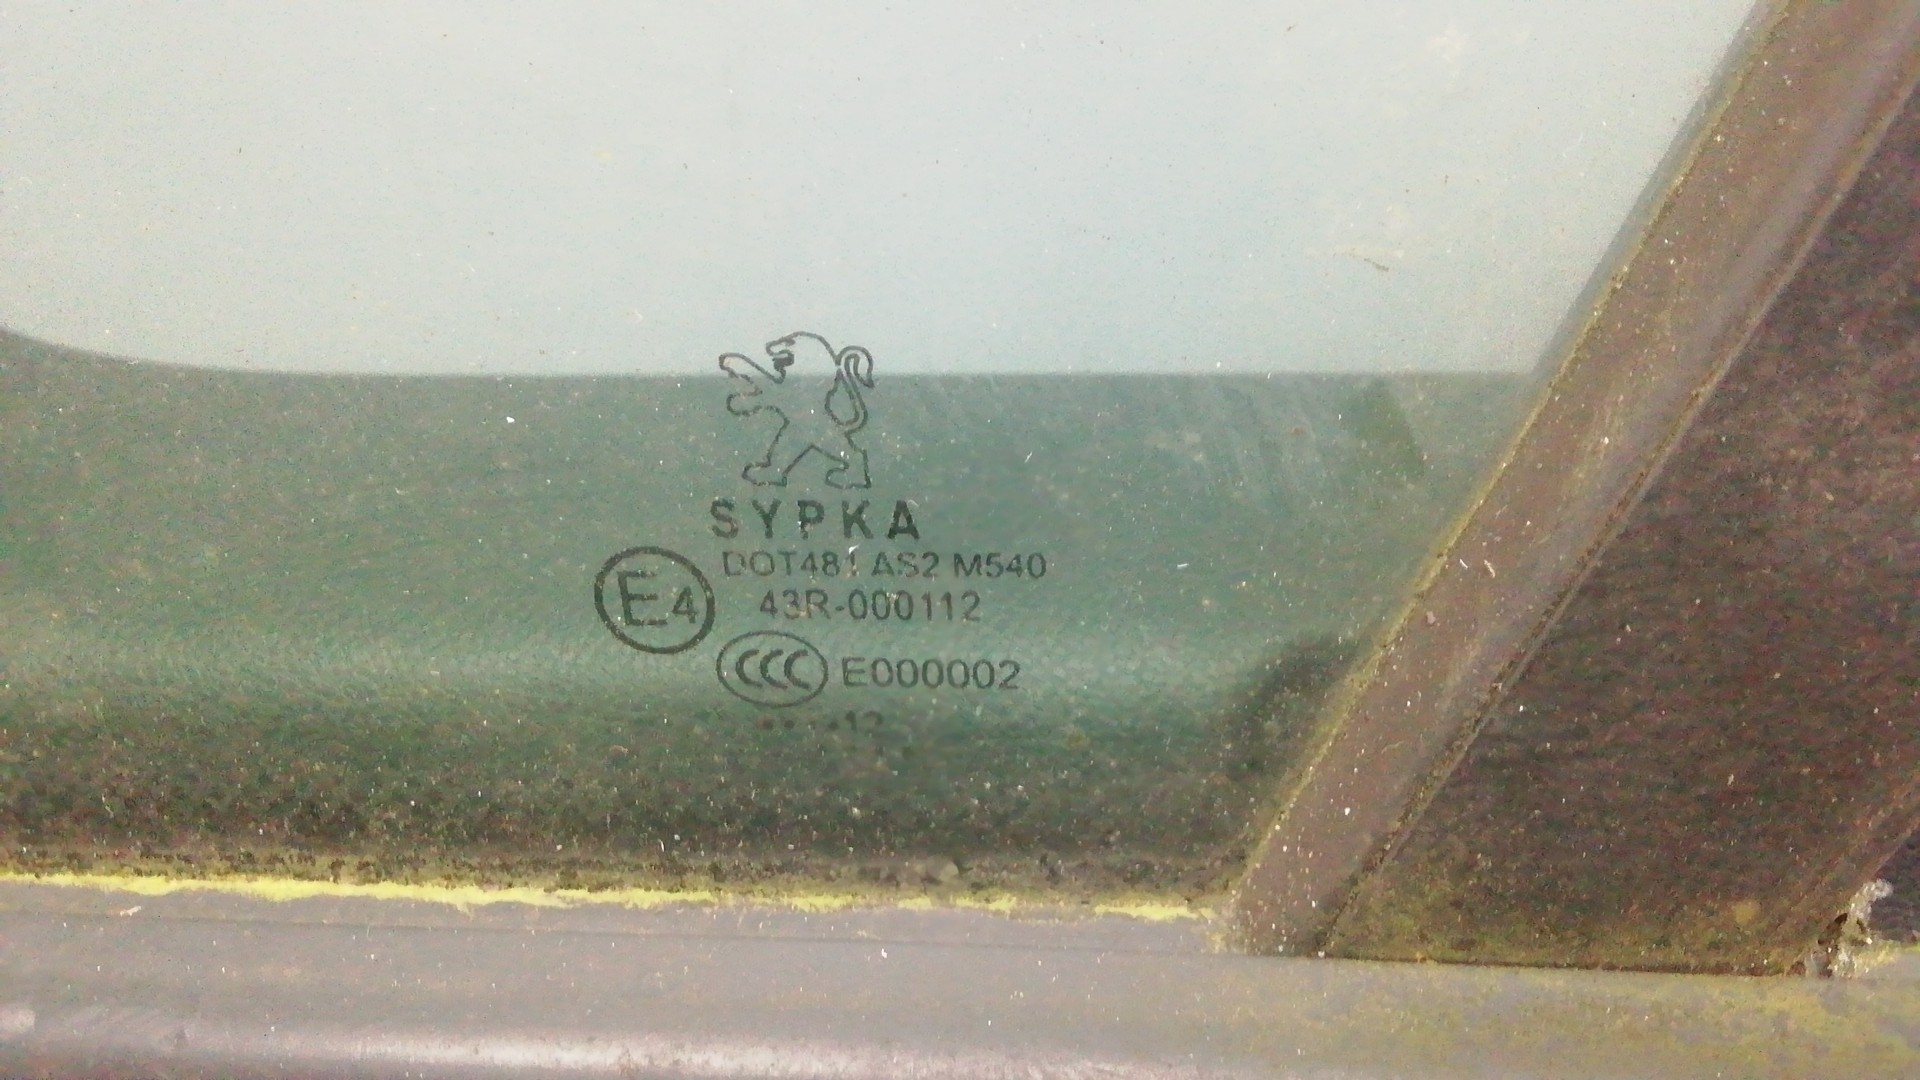 SYPKA
DOT481 AS2 M540
E4
43R-000112
CCC E000002